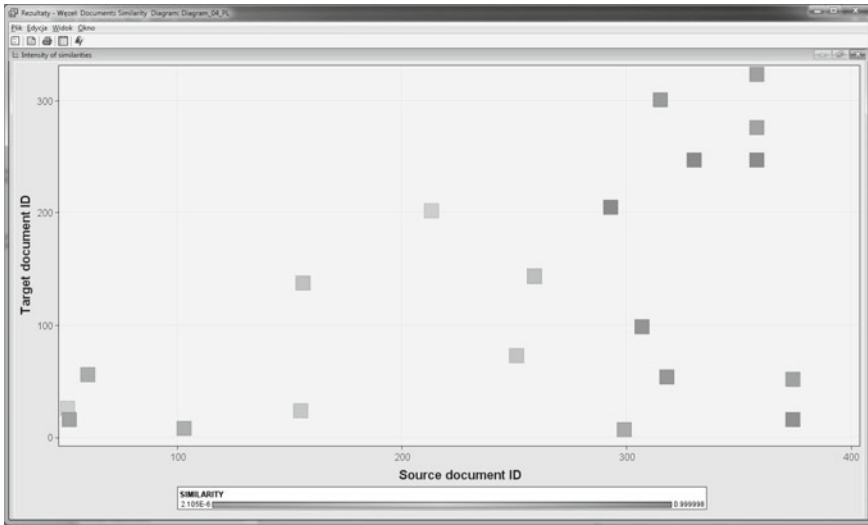 Rezultaty - Węzeł: Documents Similarity Diagram: Diagram_04_PL
Plik Edycja Widok Okno
Intensity of similarities
300
200
100
0
Target document ID
100 200 300 400
Source document ID
SIMILARITY
2.105E-6 0.999998